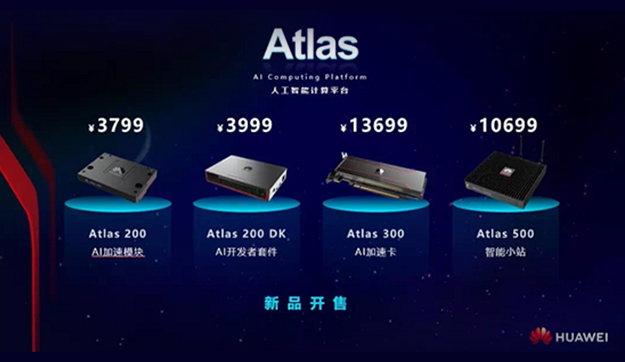 Atlas
AI Computing Platform
人工智能计算平台
¥3799
¥3999
¥13699
¥10699
Atlas 200
AI加速模块
Atlas 200 DK
AI开发者套件
Atlas 300
AI加速卡
Atlas 500
智能小站
新品开售
HUAWEI